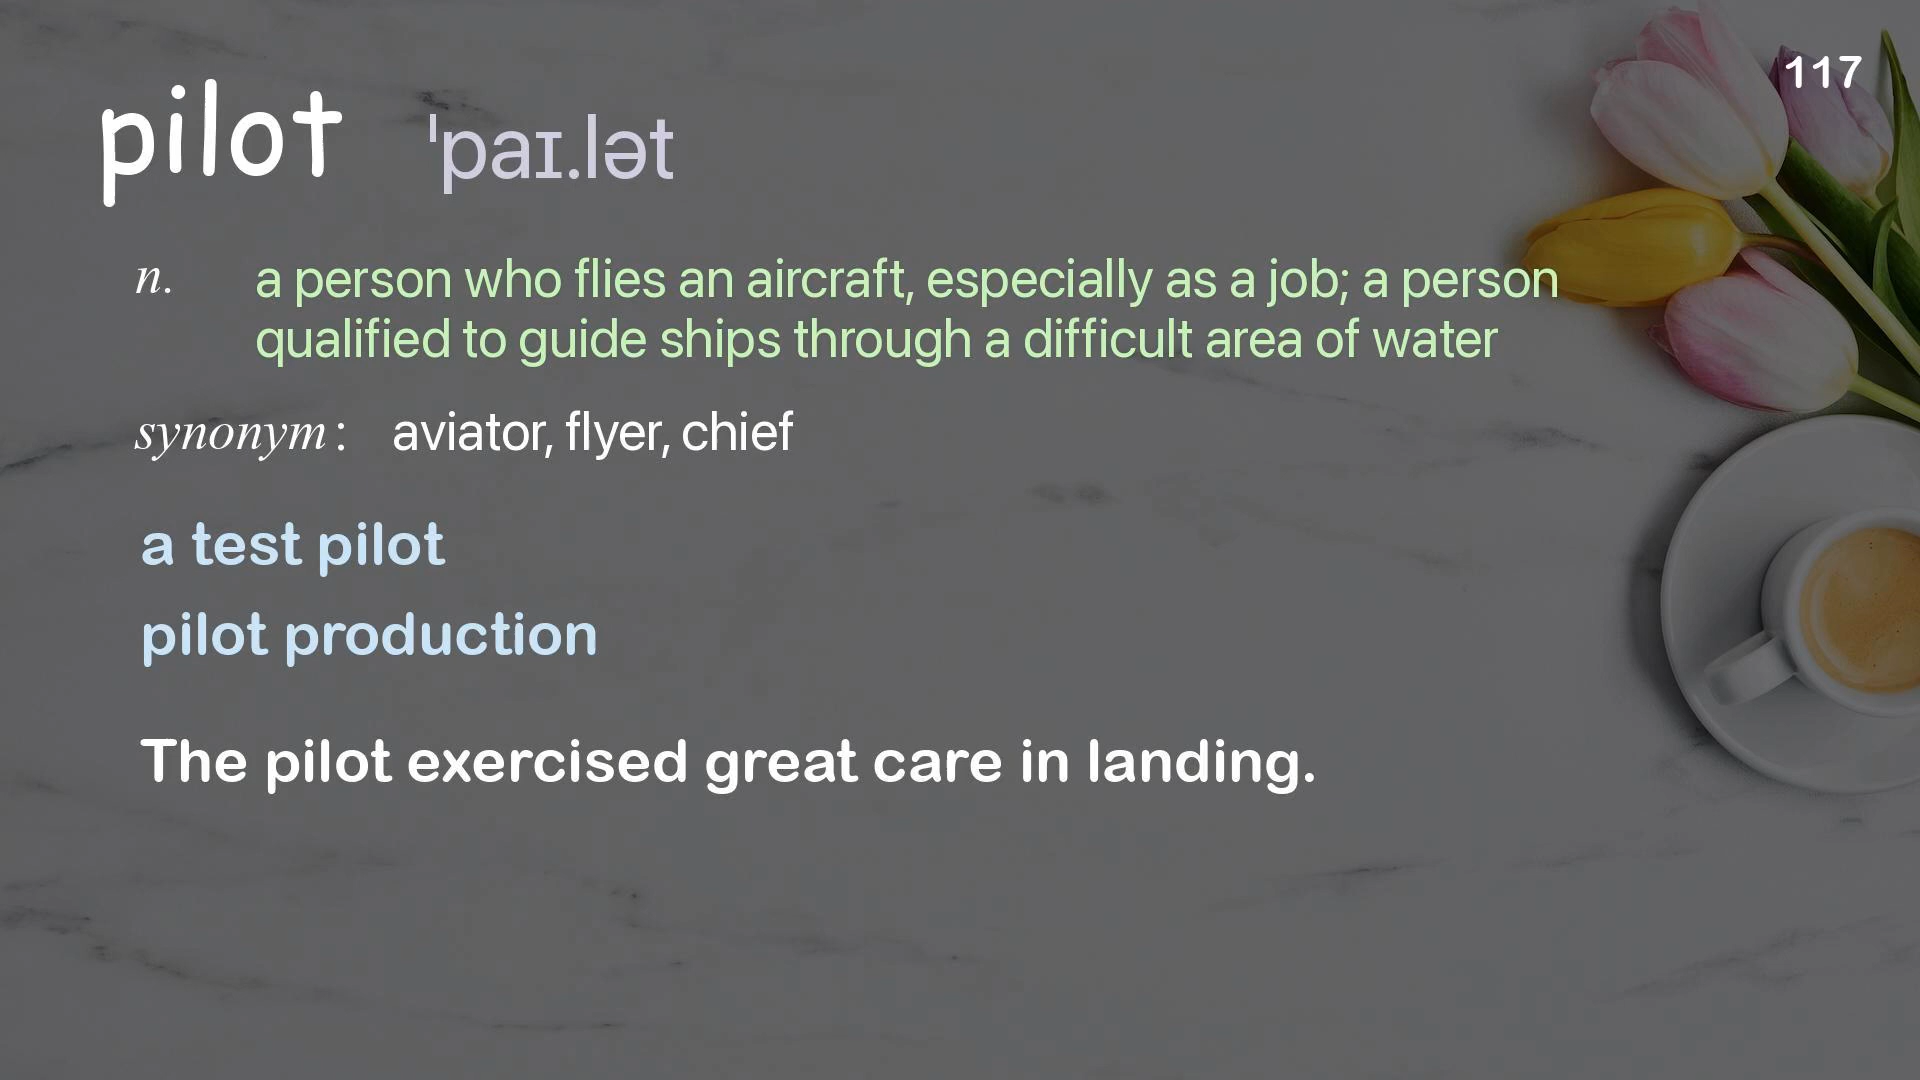 117
pilot ˈpaɪ.lət
n. a person who flies an aircraft, especially as a job; a person
qualified to guide ships through a difficult area of water
synonym: aviator, flyer, chief
a test pilot
pilot production
The pilot exercised great care in landing.